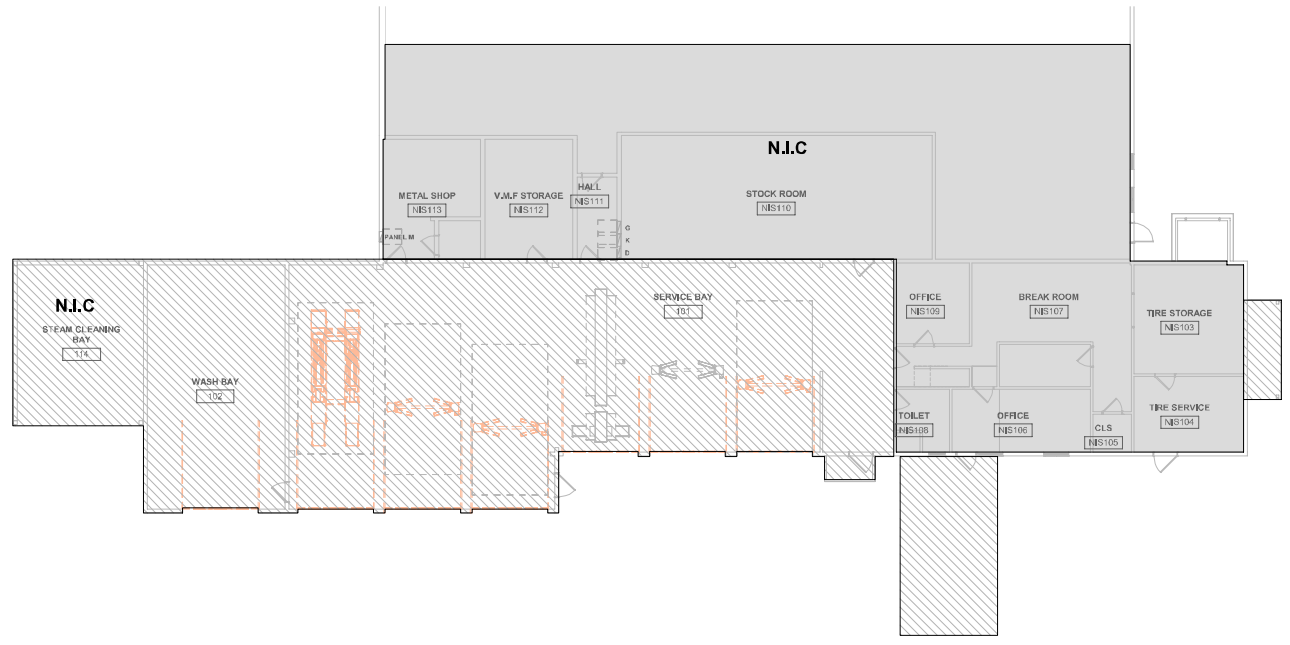 N.I.C
METAL SHOP
NIS113
V.M.F STORAGE
NIS112
HALL
NIS111
STOCK ROOM
NIS110
PANEL M
G
K
D
N.I.C
STEAM CLEANING
BAY
114
WASH BAY
102
SERVICE BAY
101
OFFICE
NIS109
BREAK ROOM
NIS107
TIRE STORAGE
NIS103
TOILET
NIS108
OFFICE
NIS106
CLS
NIS105
TIRE SERVICE
NIS104